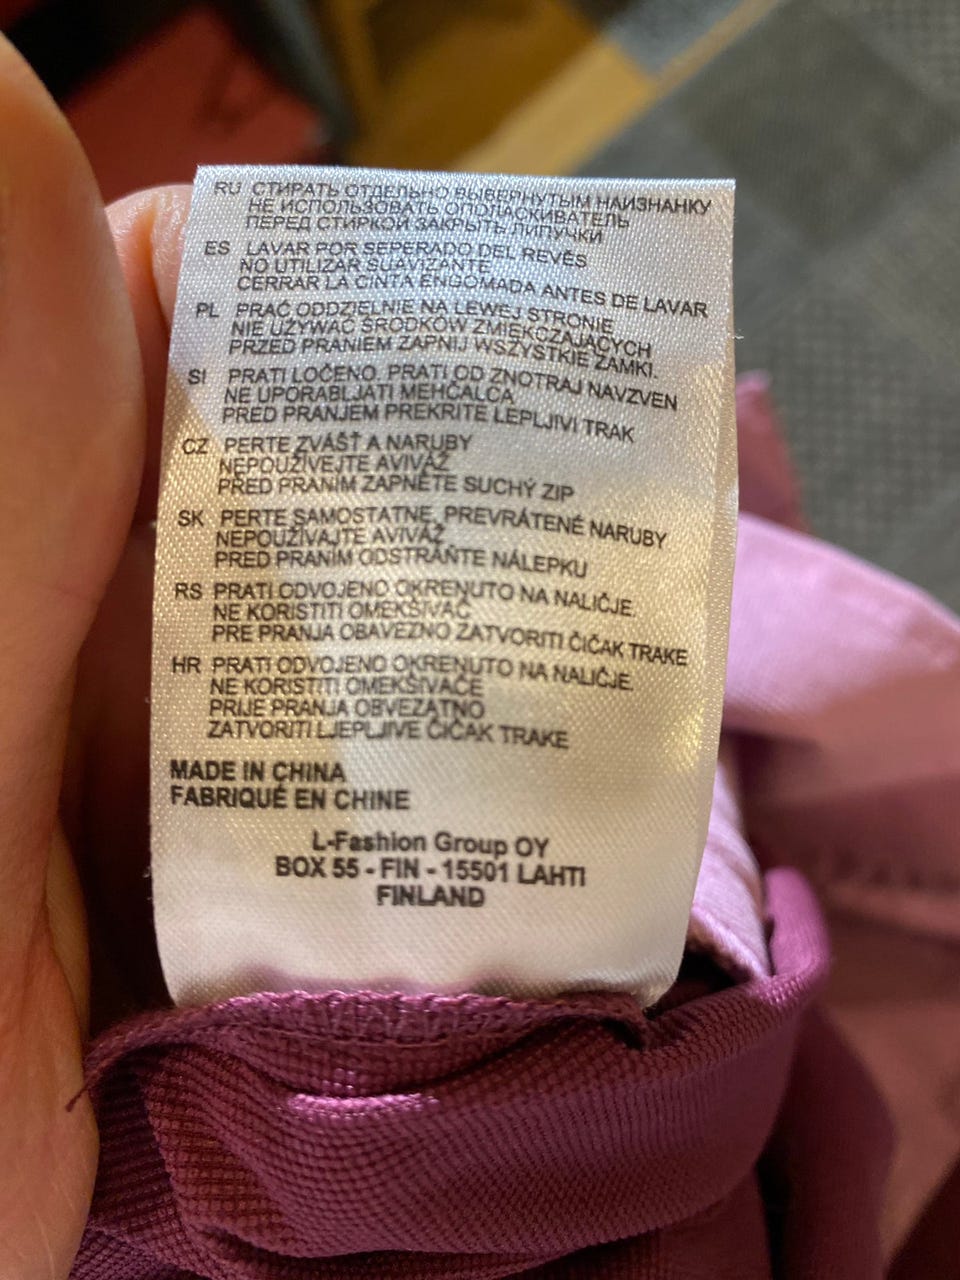 RU СТИРАТЬ ОТДЕЛЬНО ВЫВЕРНУТЫМ НАИЗНАНКУ
НЕ ИСПОЛЬЗОВАТЬ ОПОЛАСКИВАТЕЛЬ
ПЕРЕД СТИРКОЙ ЗАКРЫТЬ ЛИПУЧКИ
ES LAVAR POR SEPERADO DEL REVÉS
NO UTILIZAR SUAVIZANTE
CERRAR LA CINTA ENGOMADA ANTES DE LAVAR
PL PRAĆ ODDZIELNIE NA LEWEJ STRONIE
NIE UŻYWAĆ ŚRODKÓW ZMIĘKCZAJĄCYCH
PRZED PRANIEM ZAPNIJ WSZYSTKIE ZAMKI.
SI PRATI LOČENO. PRATI OD ZNOTRAJ NAVZVEN
NE UPORABLJATI MEHČALCA
PRED PRANJEM PREKRITE LEPLJIVI TRAK
CZ PERTE ZVÁŠŤ A NARUBY
NEPOUŽÍVEJTE AVIVÁŽ
PŘED PRANÍM ZAPNĚTE SUCHÝ ZIP
SK PERTE SAMOSTATNE, PREVRÁTENÉ NARUBY
NEPOUŽÍVAJTE AVIVÁŽ
PRED PRANÍM ODSTRÁŇTE NÁLEPKU
RS PRATI ODVOJENO OKRENUTO NA NALIČJE.
NE KORISTITI OMEKŠIVAČ
PRE PRANJA OBAVEZNO ZATVORITI ČIČAK TRAKE
HR PRATI ODVOJENO OKRENUTO NA NALIČJE.
NE KORISTITI OMEKŠIVAČE
PRIJE PRANJA OBVEZATNO
ZATVORITI LJEPLJIVE ČIČAK TRAKE
MADE IN CHINA
FABRIQUÉ EN CHINE
L-Fashion Group OY
BOX 55 - FIN - 15501 LAHTI
FINLAND